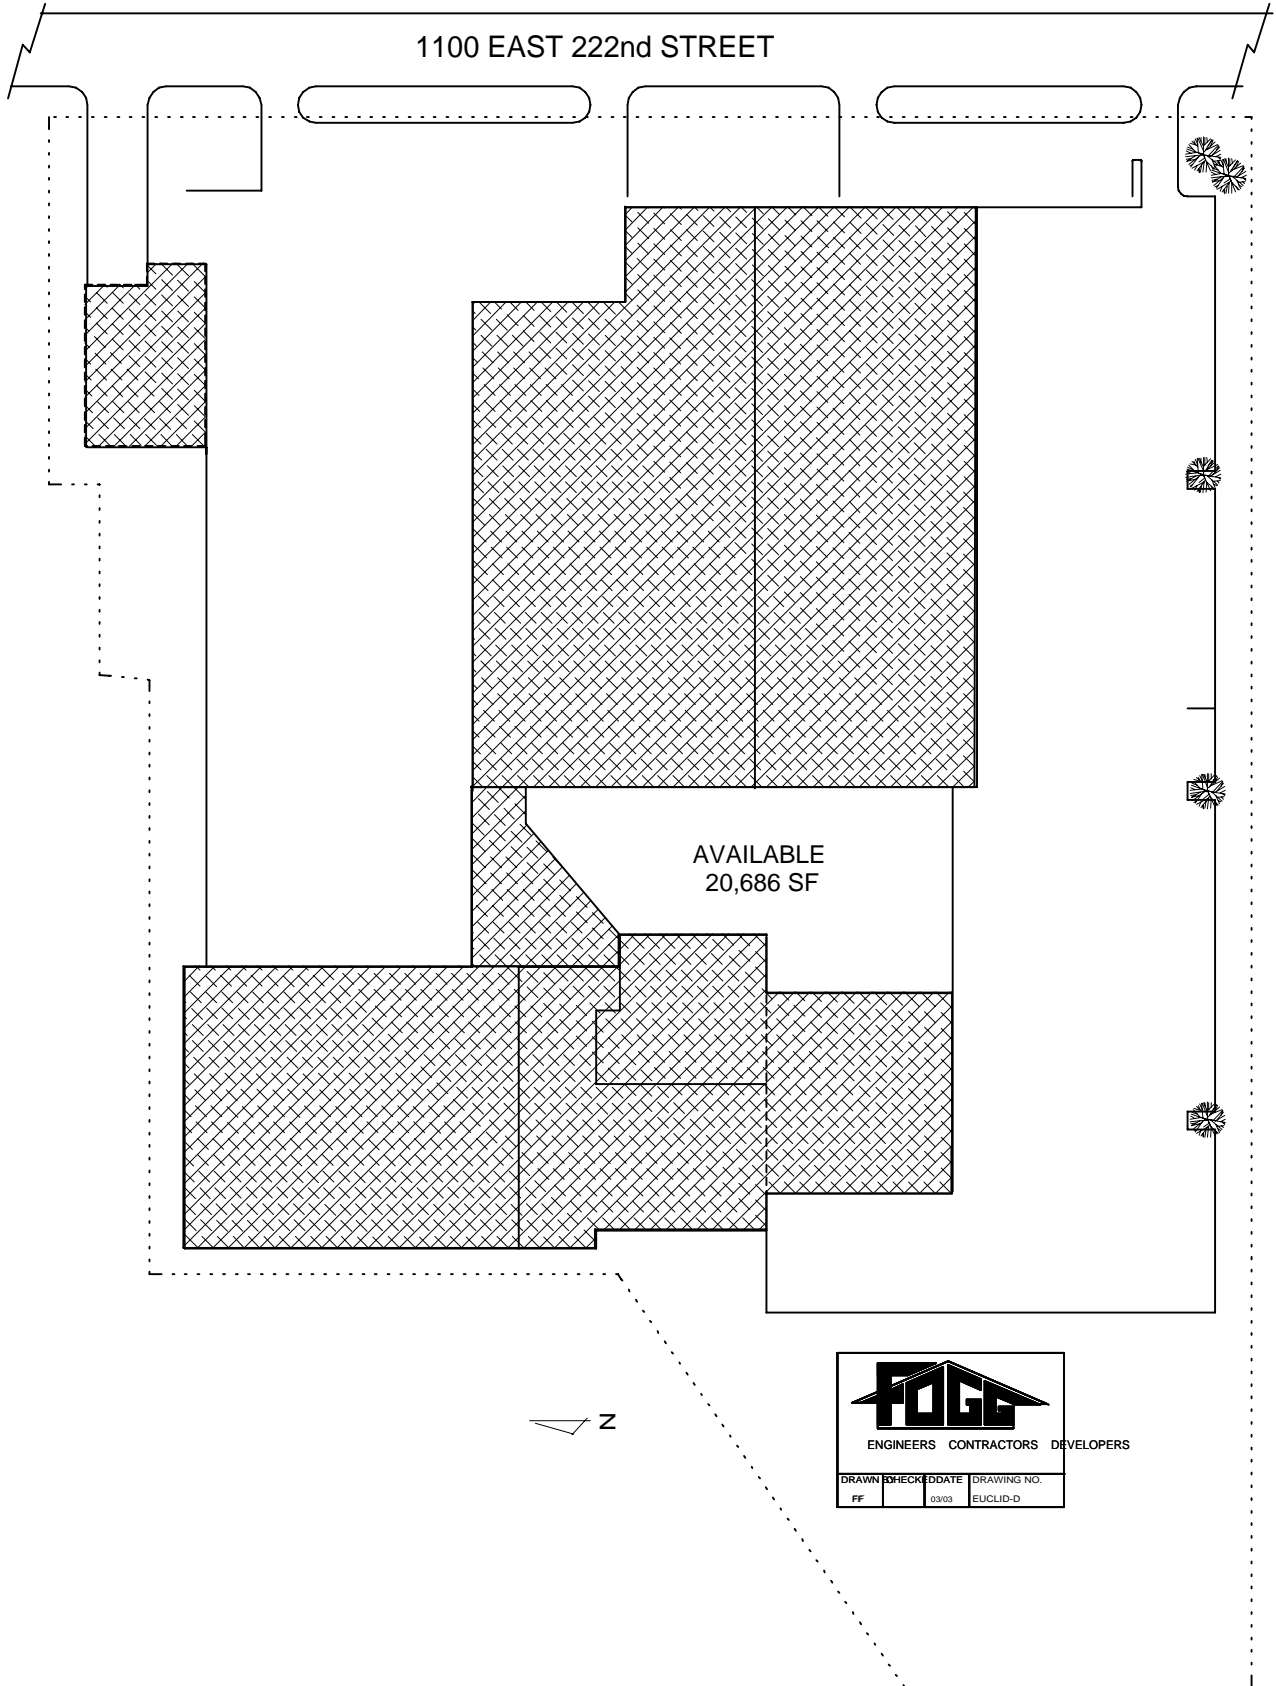 1100 EAST 222nd STREET
AVAILABLE
20,686 SF
N
FOGG
ENGINEERS CONTRACTORS DEVELOPERS
DRAWN BY CHECKED DATE DRAWING NO.
FF 03/03 EUCLID-D